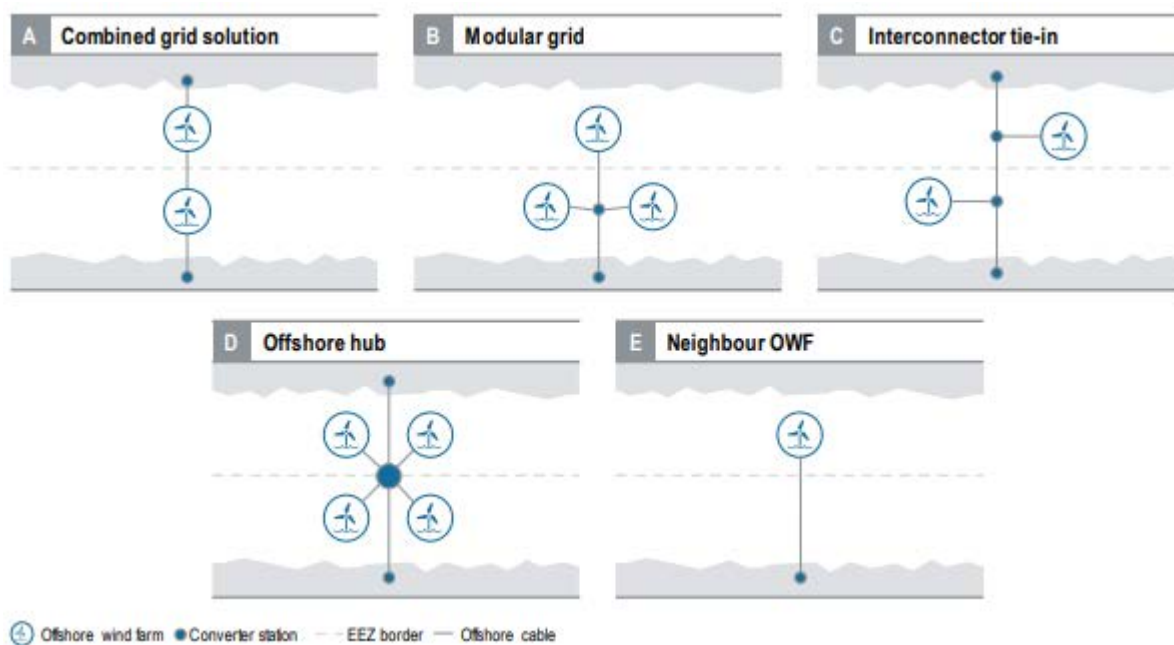 A Combined grid solution
B Modular grid
C Interconnector tie-in
D Offshore hub
E Neighbour OWF
Offshore wind farm Converter station EEZ border Offshore cable